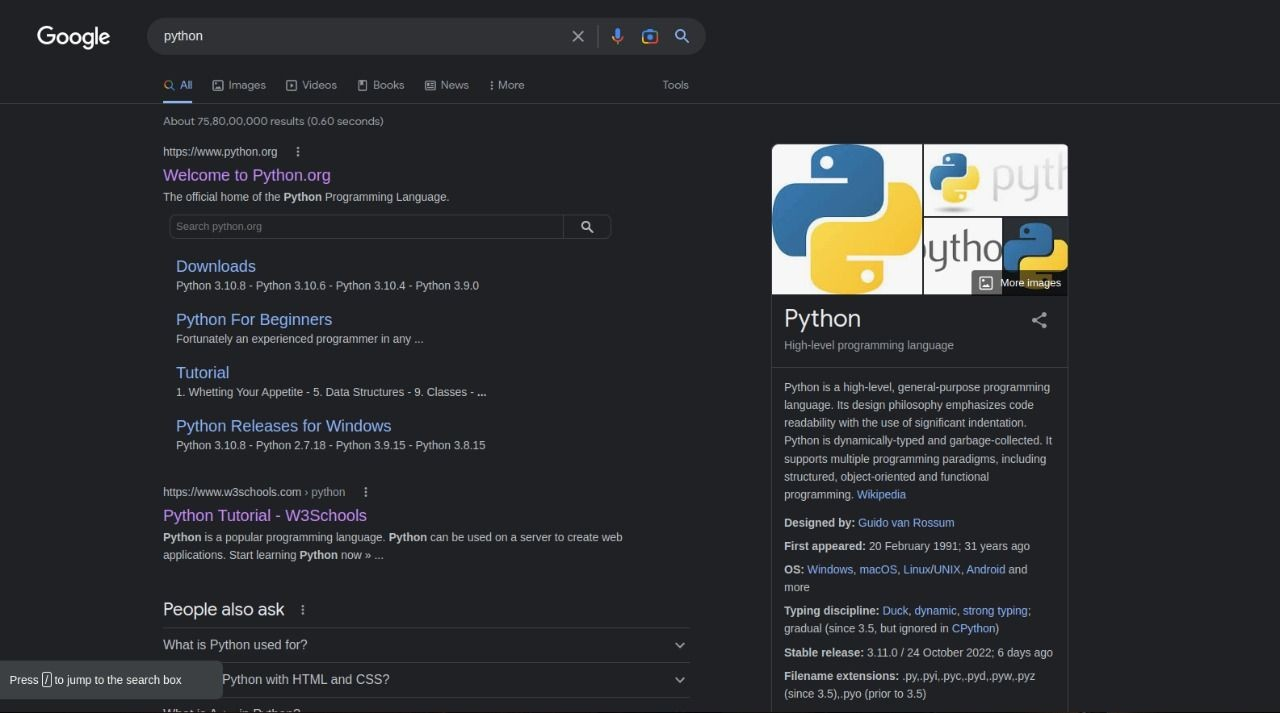 Google
python
All
Images
Videos
Books
News
More
Tools
About 75,80,00,000 results (0.60 seconds)
https://www.python.org
Welcome to Python.org
The official home of the Python Programming Language.
Search python.org
Downloads
Python 3.10.8 - Python 3.10.6 - Python 3.10.4 - Python 3.9.0
Python For Beginners
Fortunately an experienced programmer in any ...
Tutorial
1. Whetting Your Appetite - 5. Data Structures - 9. Classes - ...
Python Releases for Windows
Python 3.10.8 - Python 2.7.18 - Python 3.9.15 - Python 3.8.15
https://www.w3schools.com › python
Python Tutorial - W3Schools
Python is a popular programming language. Python can be used on a server to create web
applications. Start learning Python now » ...
People also ask
What is Python used for?
Python with HTML and CSS?
Press / to jump to the search box
pyth
ytho
More images
Python
High-level programming language
Python is a high-level, general-purpose programming
language. Its design philosophy emphasizes code
readability with the use of significant indentation.
Python is dynamically-typed and garbage-collected. It
supports multiple programming paradigms, including
structured, object-oriented and functional
programming. Wikipedia
Designed by: Guido van Rossum
First appeared: 20 February 1991; 31 years ago
OS: Windows, macOS, Linux/UNIX, Android and
more
Typing discipline: Duck, dynamic, strong typing;
gradual (since 3.5, but ignored in CPython)
Stable release: 3.11.0 / 24 October 2022; 6 days ago
Filename extensions: .py,.pyi,.pyc,.pyd,.pyw,.pyz
(since 3.5),.pyo (prior to 3.5)